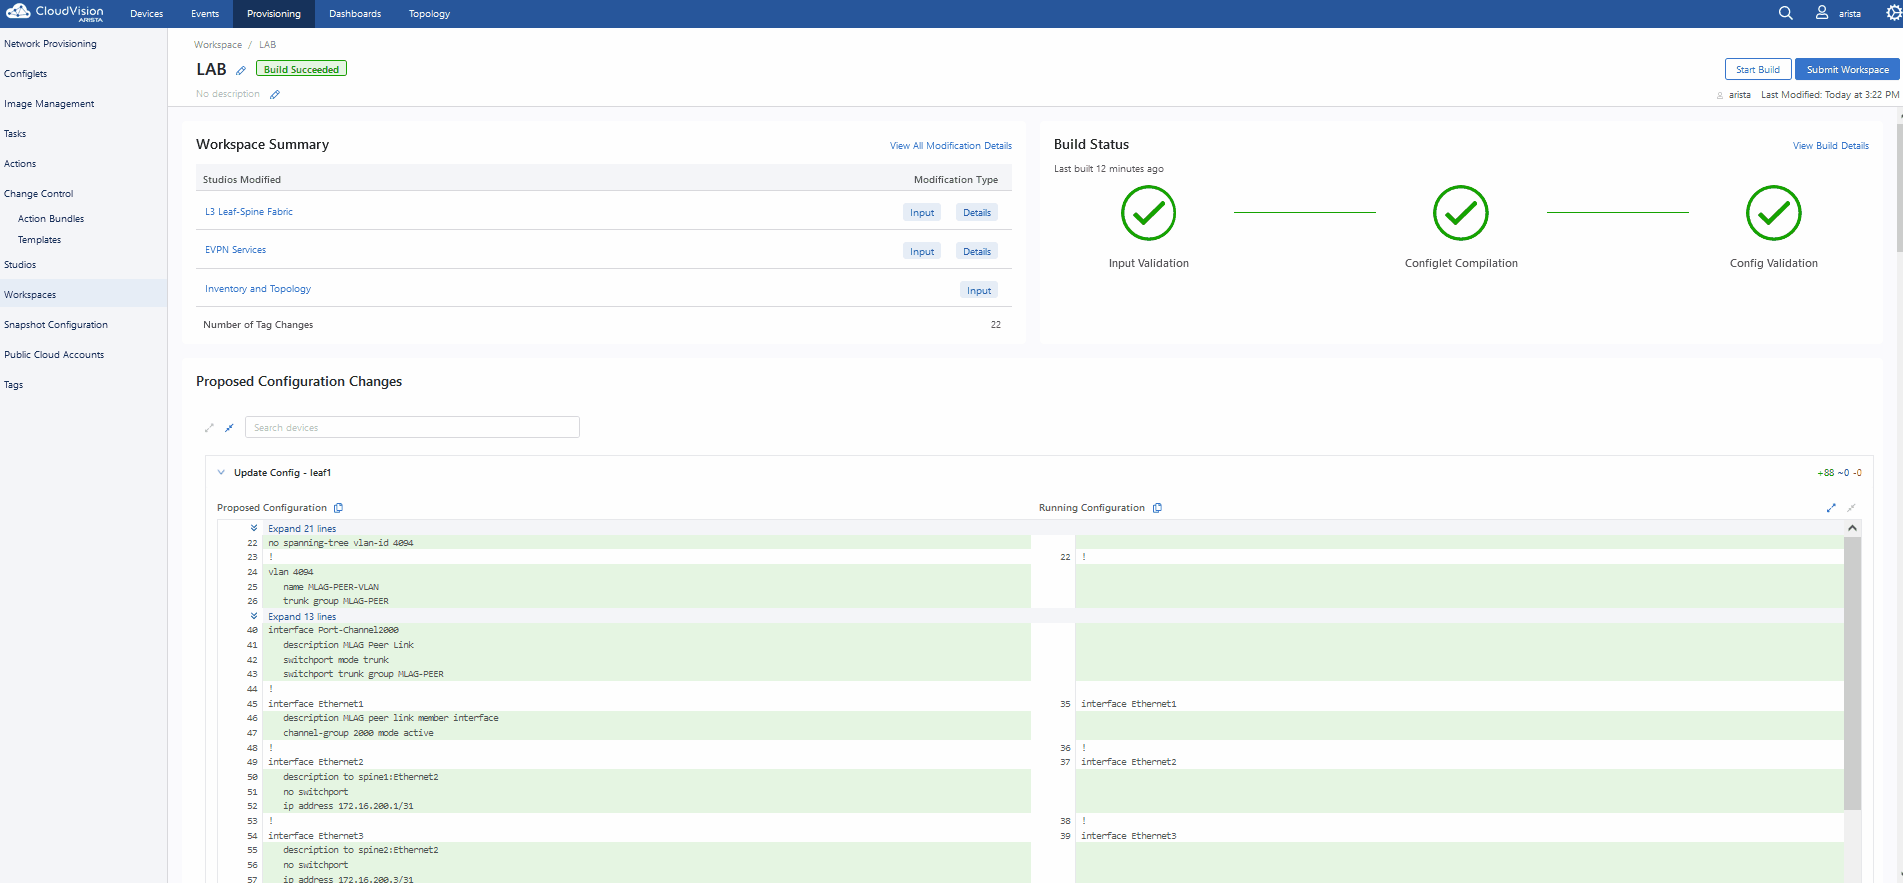 CloudVision
ARISTA
Devices Events Provisioning Dashboards Topology
arista
Network Provisioning
Configlets
Image Management
Tasks
Actions
Change Control
Action Bundles
Templates
Studios
Workspaces
Snapshot Configuration
Public Cloud Accounts
Tags
Workspace / LAB
LAB Build Succeeded
No description
Start Build Submit Workspace
arista Last Modified: Today at 3:22 PM
Workspace Summary View All Modification Details
Studios Modified Modification Type
L3 Leaf-Spine Fabric Input Details
EVPN Services Input Details
Inventory and Topology Input
Number of Tag Changes 22
Build Status View Build Details
Last built 12 minutes ago
Input Validation Configlet Compilation Config Validation
Proposed Configuration Changes
Search devices
Update Config - leaf1 +88 ~0 -0
Proposed Configuration Running Configuration
Expand 21 lines
22 no spanning-tree vlan-id 4094
23 ! 22 !
24 vlan 4094
25 name MLAG-PEER-VLAN
26 trunk group MLAG-PEER
Expand 13 lines
40 interface Port-Channel2000
41 description MLAG Peer Link
42 switchport mode trunk
43 switchport trunk group MLAG-PEER
44 !
45 interface Ethernet1 35 interface Ethernet1
46 description MLAG peer link member interface
47 channel-group 2000 mode active
48 ! 36 !
49 interface Ethernet2 37 interface Ethernet2
50 description to spine1:Ethernet2
51 no switchport
52 ip address 172.16.200.1/31
53 ! 38 !
54 interface Ethernet3 39 interface Ethernet3
55 description to spine2:Ethernet2
56 no switchport
57 ip address 172.16.200.3/31